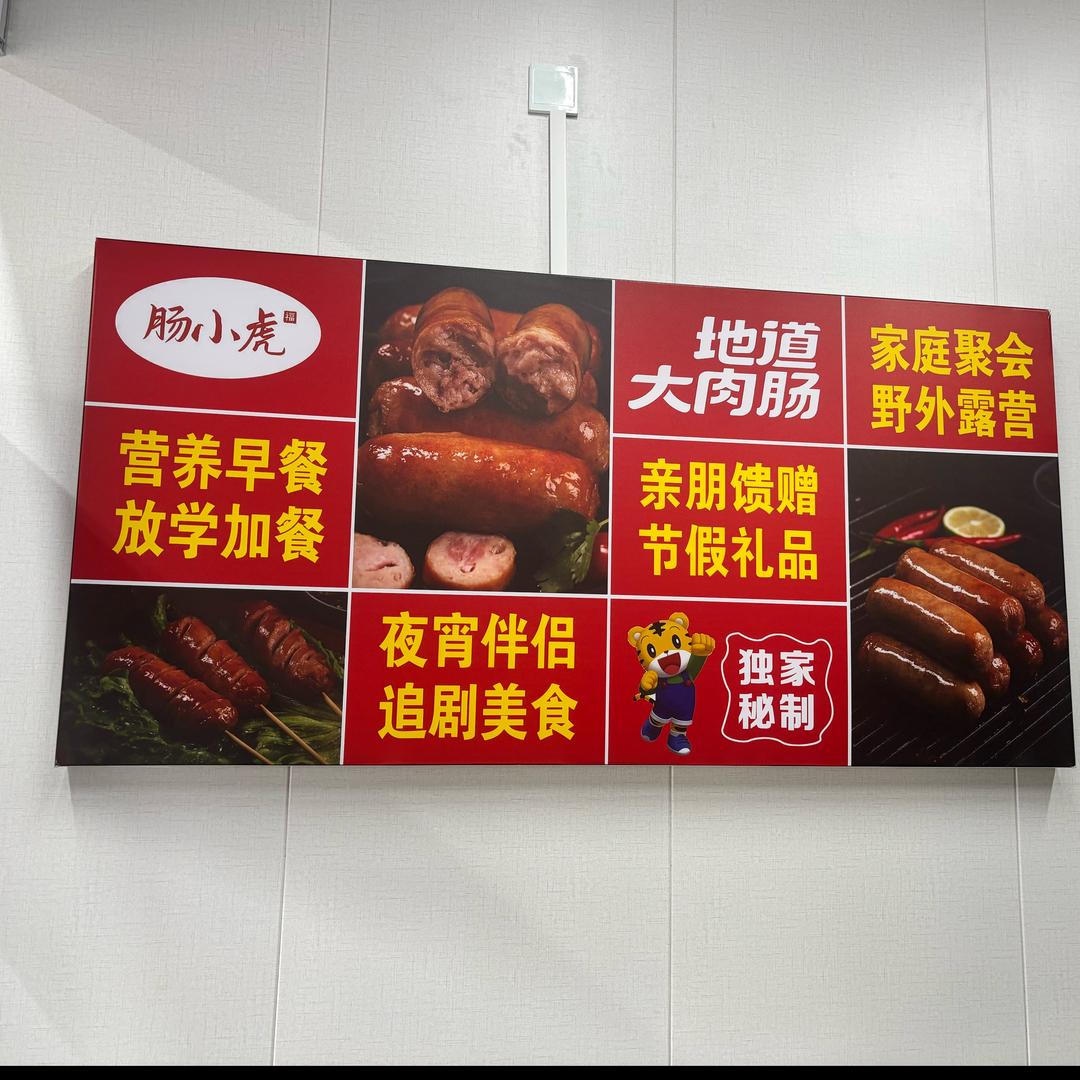 肠小虎
福
营养早餐
放学加餐
夜宵伴侣
追剧美食
地道
大肉肠
亲朋馈赠
节假礼品
独家
秘制
家庭聚会
野外露营